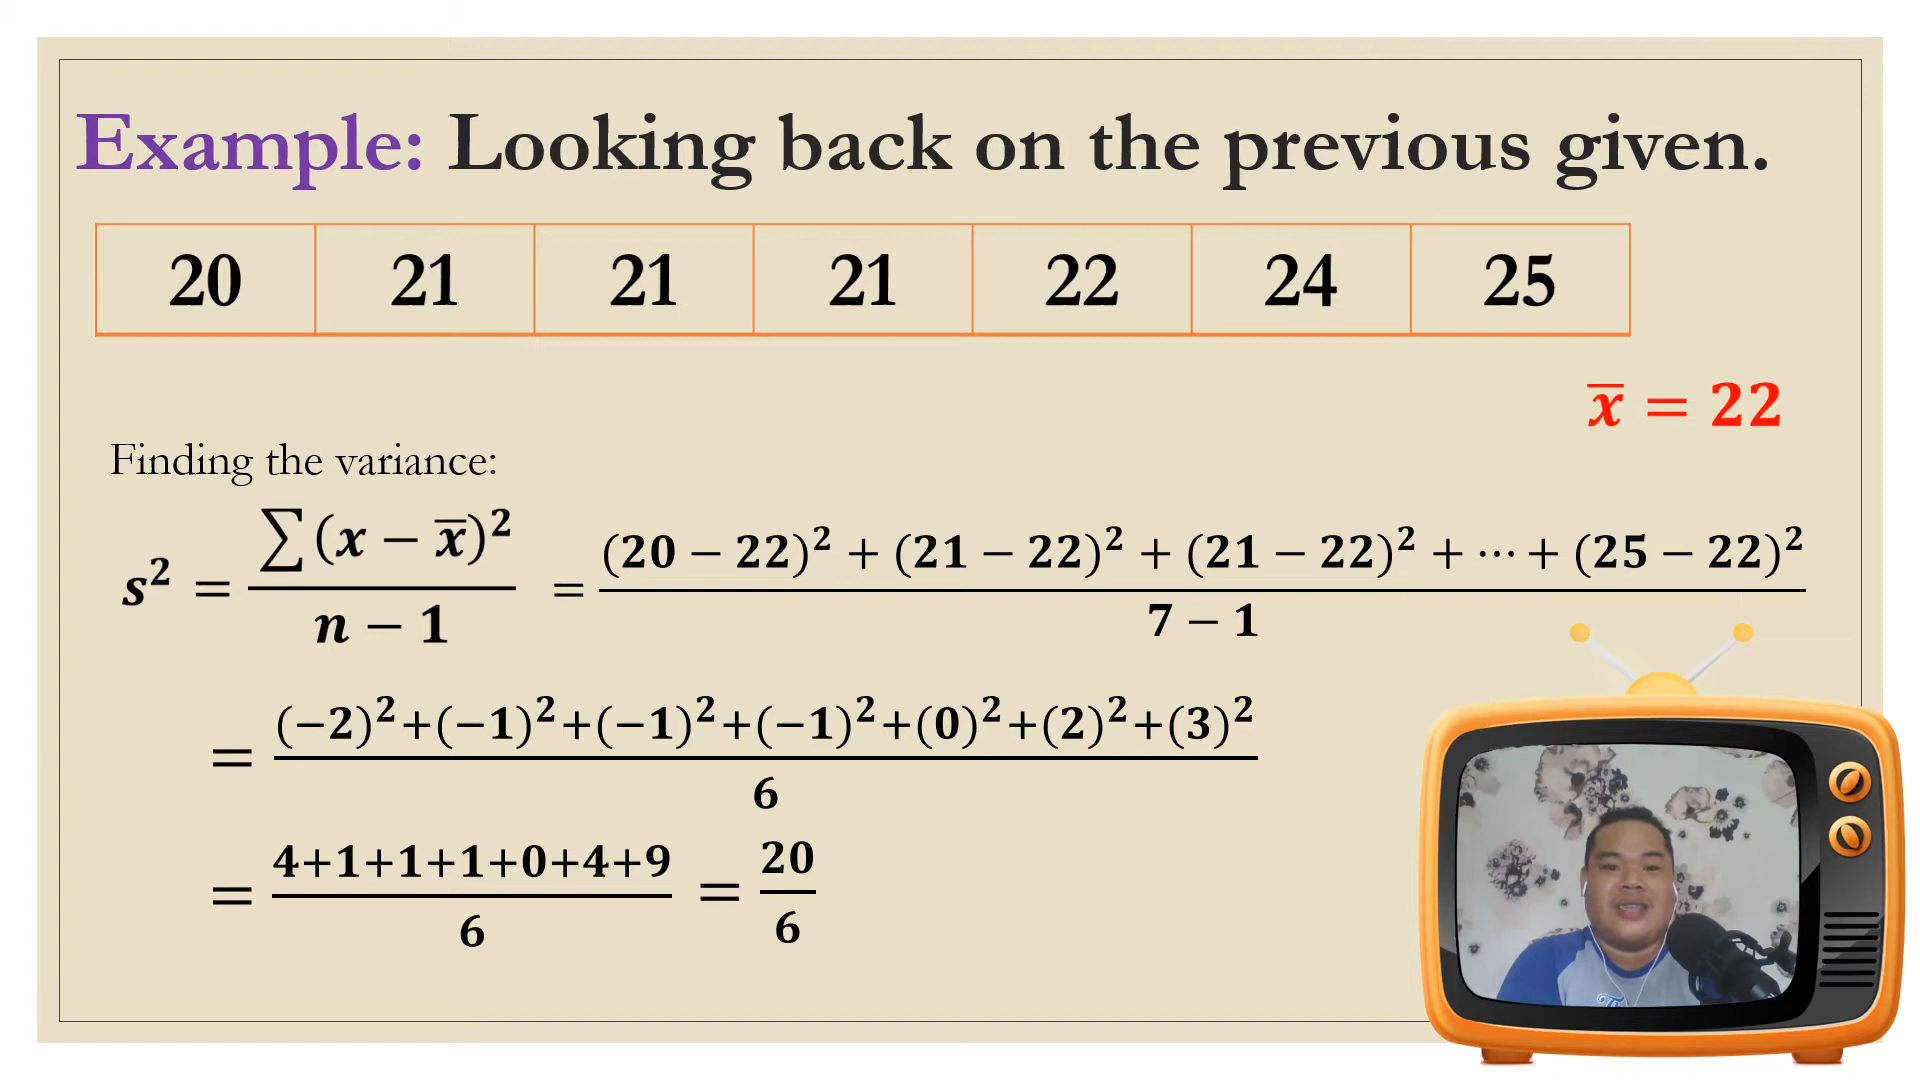 Example: Looking back on the previous given.
20 21 21 21 22 24 25
x̅ = 22
Finding the variance:
s² = ∑(x − x̅)² / n − 1 = (20 − 22)² + (21 − 22)² + (21 − 22)² + ⋯ + (25 − 22)² / 7 − 1
= (−2)²+(−1)²+(−1)²+(−1)²+(0)²+(2)²+(3)² / 6
= 4+1+1+1+0+4+9 / 6 = 20 / 6